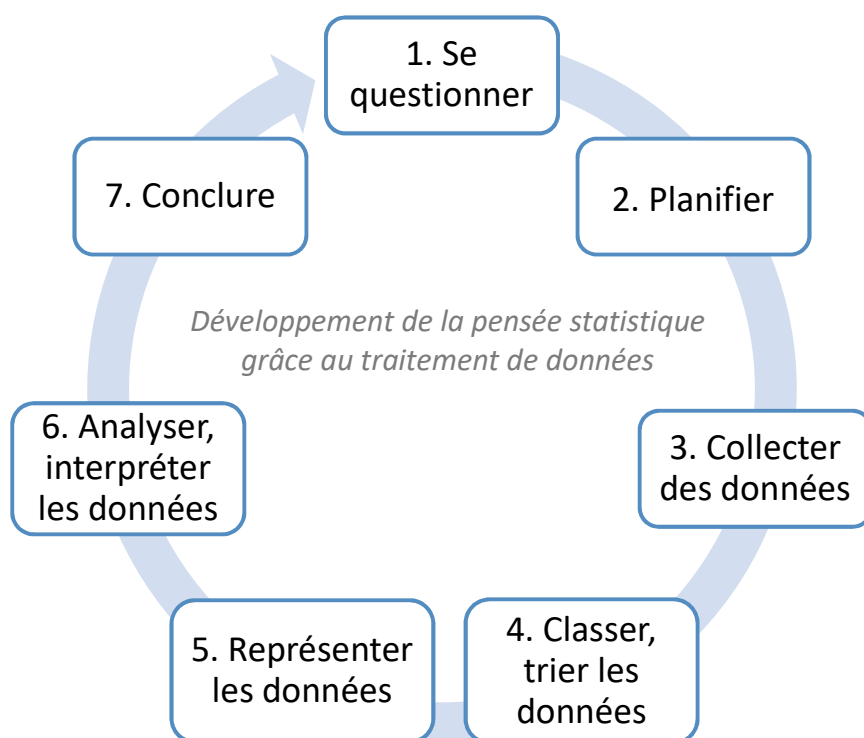 1. Se
questionner
2. Planifier
3. Collecter
des données
4. Classer,
trier les
données
5. Représenter
les données
6. Analyser,
interpréter
les données
7. Conclure
Développement de la pensée statistique
grâce au traitement de données